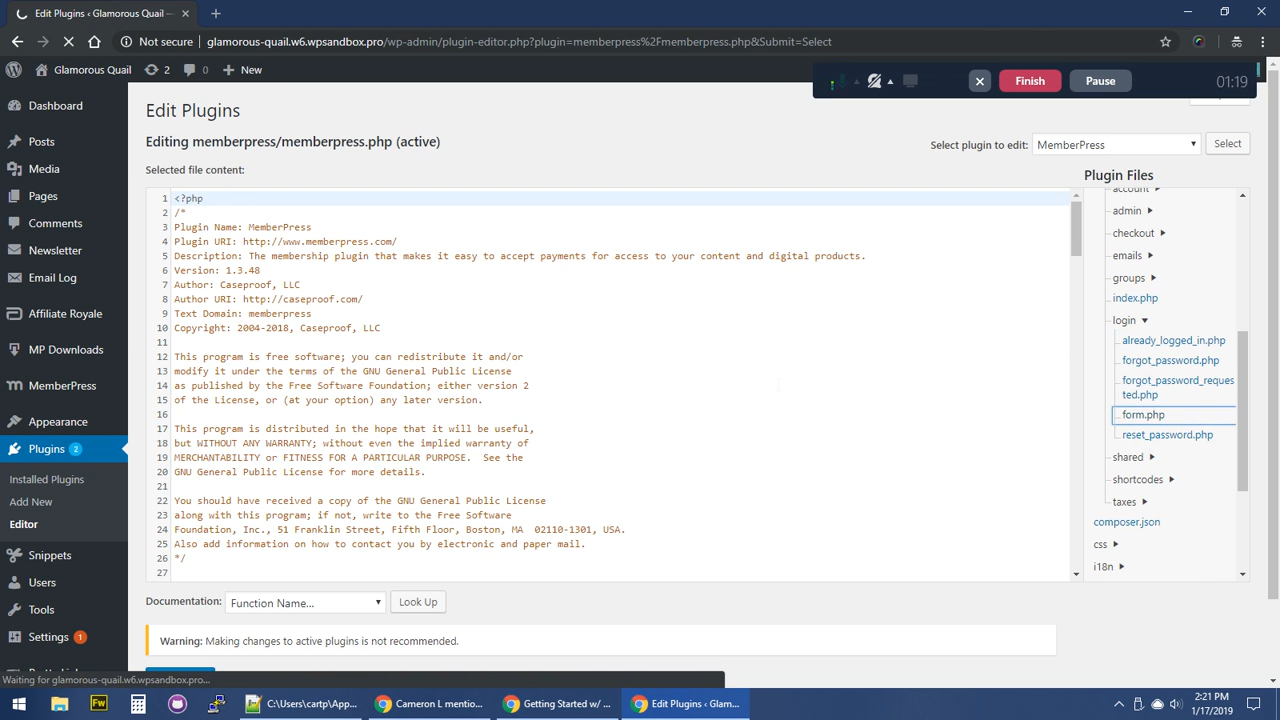 Edit Plugins ‹ Glamorous Quail —
Not secure glamorous-quail.w6.wpsandbox.pro/wp-admin/plugin-editor.php?plugin=memberpress%2Fmemberpress.php&Submit=Select
Glamorous Quail 2 0 New
Finish Pause 01:19
Dashboard
Posts
Media
Pages
Comments
Newsletter
Email Log
Affiliate Royale
MP Downloads
MemberPress
Appearance
Plugins 2
Installed Plugins
Add New
Editor
Snippets
Users
Tools
Settings 1
Edit Plugins
Editing memberpress/memberpress.php (active)
Select plugin to edit: MemberPress Select
Selected file content:
1 <?php
2 /*
3 Plugin Name: MemberPress
4 Plugin URI: http://www.memberpress.com/
5 Description: The membership plugin that makes it easy to accept payments for access to your content and digital products.
6 Version: 1.3.48
7 Author: Caseproof, LLC
8 Author URI: http://caseproof.com/
9 Text Domain: memberpress
10 Copyright: 2004-2018, Caseproof, LLC
11
12 This program is free software; you can redistribute it and/or
13 modify it under the terms of the GNU General Public License
14 as published by the Free Software Foundation; either version 2
15 of the License, or (at your option) any later version.
16
17 This program is distributed in the hope that it will be useful,
18 but WITHOUT ANY WARRANTY; without even the implied warranty of
19 MERCHANTABILITY or FITNESS FOR A PARTICULAR PURPOSE.  See the
20 GNU General Public License for more details.
21
22 You should have received a copy of the GNU General Public License
23 along with this program; if not, write to the Free Software
24 Foundation, Inc., 51 Franklin Street, Fifth Floor, Boston, MA  02110-1301, USA.
25 Also add information on how to contact you by electronic and paper mail.
26 */
27
Plugin Files
account
admin
checkout
emails
groups
index.php
login
already_logged_in.php
forgot_password.php
forgot_password_reques
ted.php
form.php
reset_password.php
shared
shortcodes
taxes
composer.json
css
i18n
Documentation: Function Name... Look Up
Warning: Making changes to active plugins is not recommended.
Waiting for glamorous-quail.w6.wpsandbox.pro...
Fw C:\Users\cartp\App... Cameron L mentio... Getting Started w/ ... Edit Plugins ‹ Glam...
2:21 PM
1/17/2019